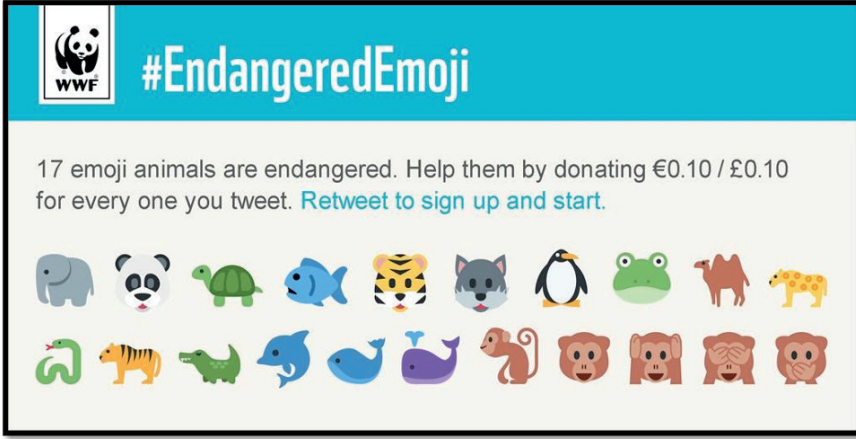 WWF
#EndangeredEmoji
17 emoji animals are endangered. Help them by donating €0.10 / £0.10
for every one you tweet. Retweet to sign up and start.